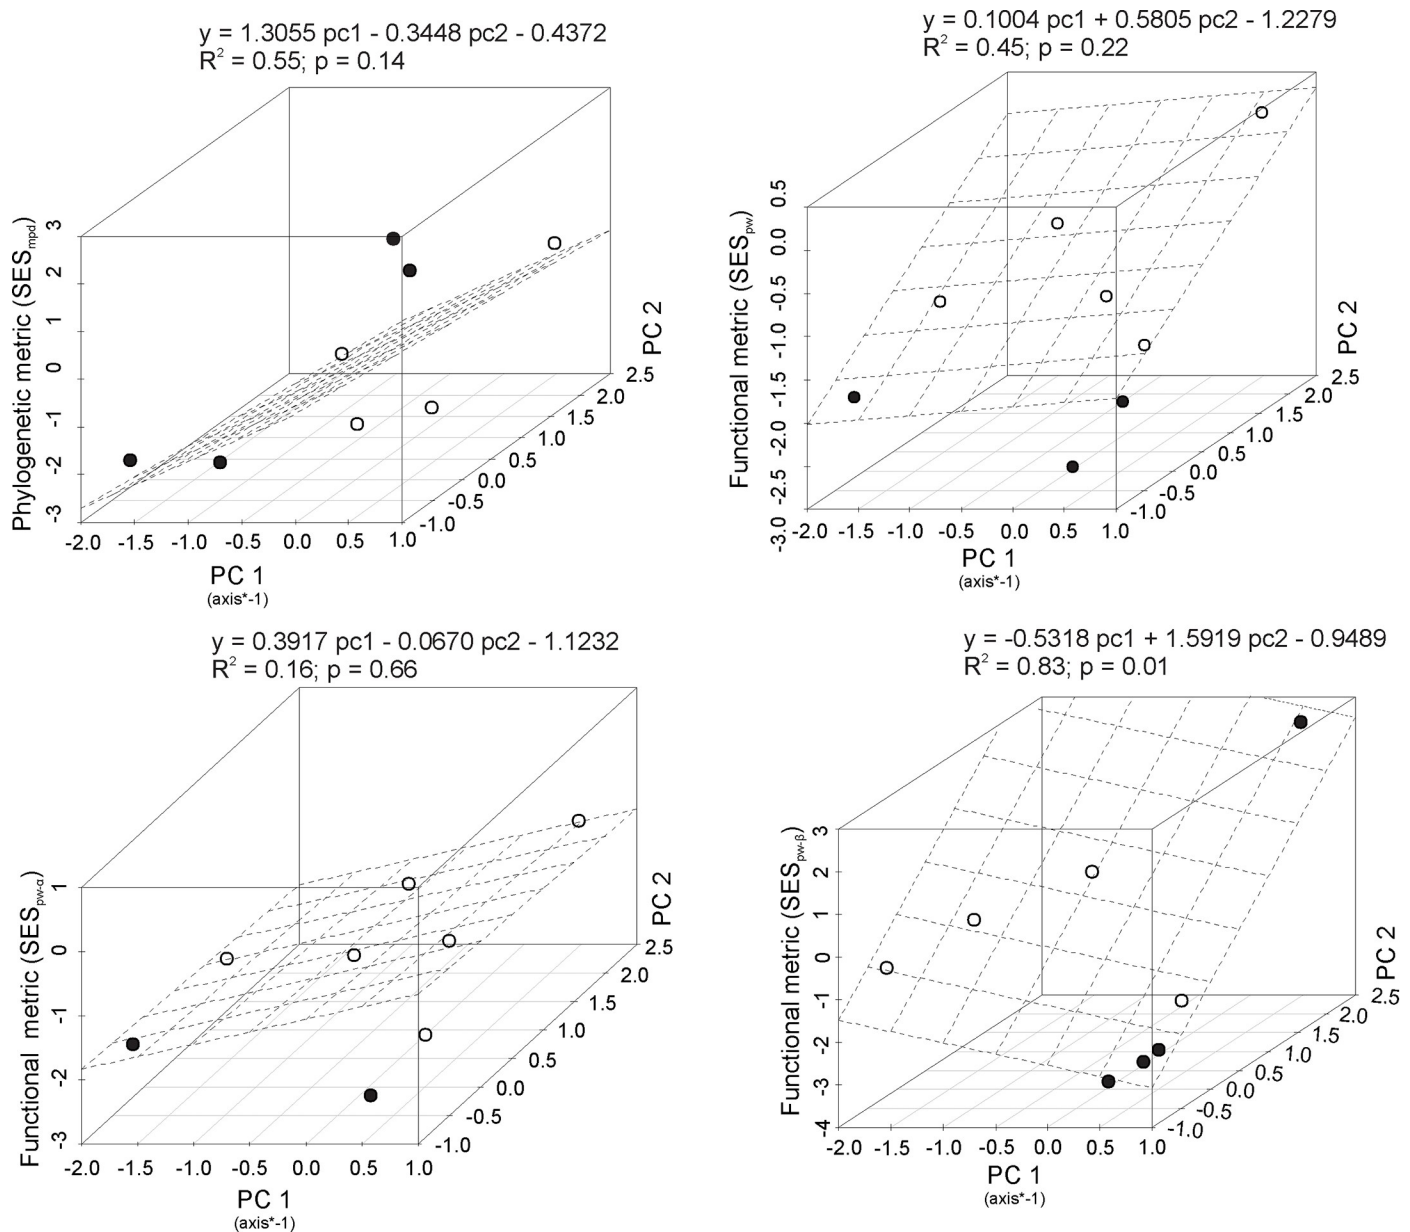 y = 1.3055 pc1 - 0.3448 pc2 - 0.4372
R² = 0.55; p = 0.14
Phylogenetic metric (SESmpd)
3
2
1
0
-1
-2
-3
-2.0 -1.5 -1.0 -0.5 0.0 0.5 1.0
PC 1
(axis*-1)
-1.0 -0.5 0.0 0.5 1.0 1.5 2.0 2.5
PC 2
y = 0.1004 pc1 + 0.5805 pc2 - 1.2279
R² = 0.45; p = 0.22
Functional metric (SESpw)
0.5
0.0
-0.5
-1.0
-1.5
-2.0
-2.5
-3.0
-2.0 -1.5 -1.0 -0.5 0.0 0.5 1.0
PC 1
(axis*-1)
-1.0 -0.5 0.0 0.5 1.0 1.5 2.0 2.5
PC 2
y = 0.3917 pc1 - 0.0670 pc2 - 1.1232
R² = 0.16; p = 0.66
Functional metric (SESpw-α)
1
0
-1
-2
-3
-2.0 -1.5 -1.0 -0.5 0.0 0.5 1.0
PC 1
(axis*-1)
-1.0 -0.5 0.0 0.5 1.0 1.5 2.0 2.5
PC 2
y = -0.5318 pc1 + 1.5919 pc2 - 0.9489
R² = 0.83; p = 0.01
Functional metric (SESpw-β)
3
2
1
0
-1
-2
-3
-4
-2.0 -1.5 -1.0 -0.5 0.0 0.5 1.0
PC 1
(axis*-1)
-1.0 -0.5 0.0 0.5 1.0 1.5 2.0 2.5
PC 2